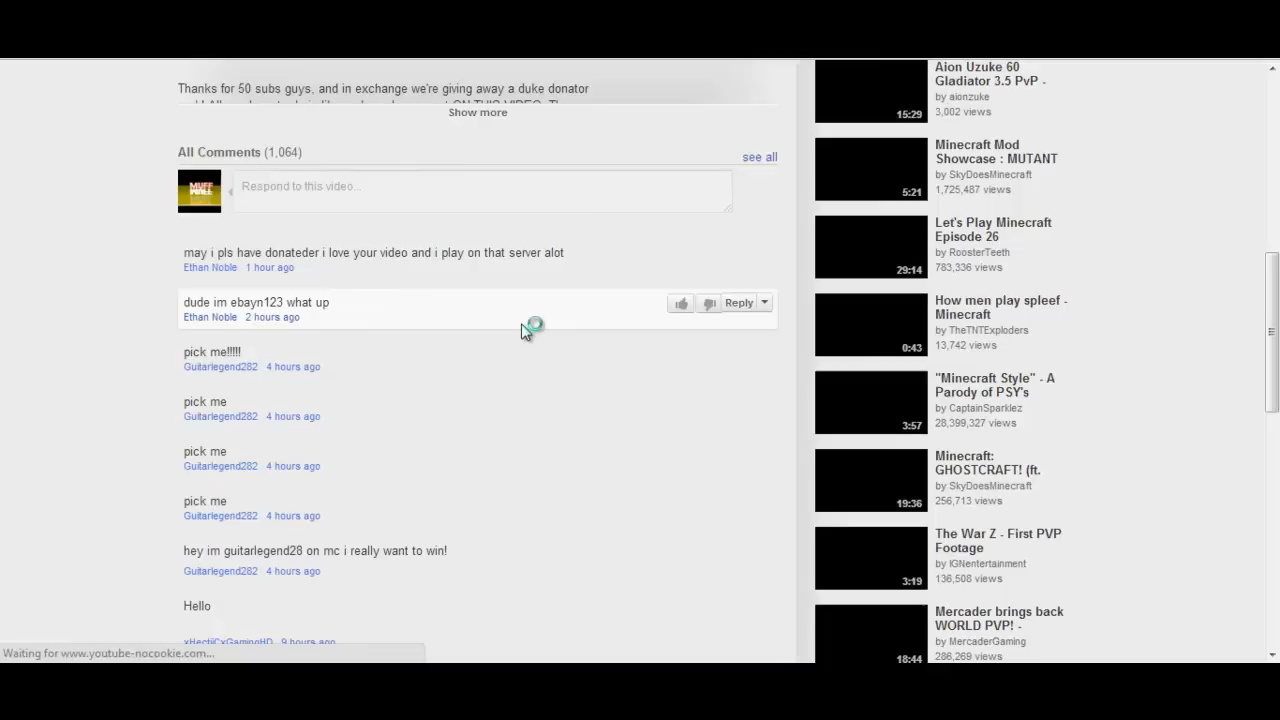 Thanks for 50 subs guys, and in exchange we're giving away a duke donator
Show more
All Comments (1,064)
see all
Respond to this video...
may i pls have donateder i love your video and i play on that server alot
Ethan Noble 1 hour ago
dude im ebayn123 what up
Reply
Ethan Noble 2 hours ago
pick me!!!!!
Guitarlegend282 4 hours ago
pick me
Guitarlegend282 4 hours ago
pick me
Guitarlegend282 4 hours ago
pick me
Guitarlegend282 4 hours ago
hey im guitarlegend28 on mc i really want to win!
Guitarlegend282 4 hours ago
Hello
xHectiiCxGamingHD 9 hours ago
Waiting for www.youtube-nocookie.com...
Aion Uzuke 60
Gladiator 3.5 PvP -
by aionzuke
3,002 views
15:29
Minecraft Mod
Showcase : MUTANT
by SkyDoesMinecraft
1,725,487 views
5:21
Let's Play Minecraft
Episode 26
by RoosterTeeth
783,336 views
29:14
How men play spleef -
Minecraft
by TheTNTExploders
13,742 views
0:43
"Minecraft Style" - A
Parody of PSY's
by CaptainSparklez
28,399,327 views
3:57
Minecraft:
GHOSTCRAFT! (ft.
by SkyDoesMinecraft
256,713 views
19:36
The War Z - First PVP
Footage
by IGNentertainment
136,508 views
3:19
Mercader brings back
WORLD PVP! -
by MercaderGaming
286,269 views
18:44